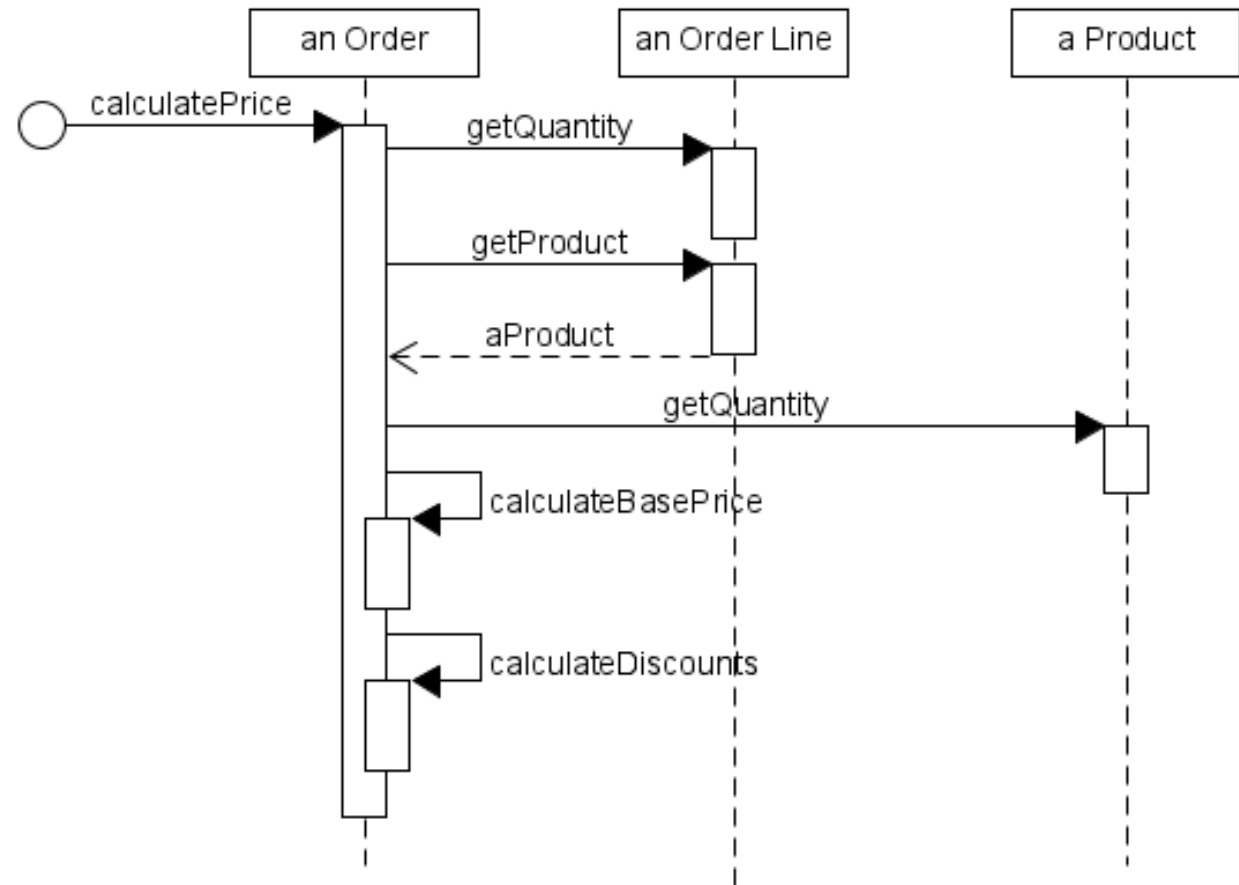 an Order
an Order Line
a Product
calculatePrice
getQuantity
getProduct
aProduct
getQuantity
calculateBasePrice
calculateDiscounts